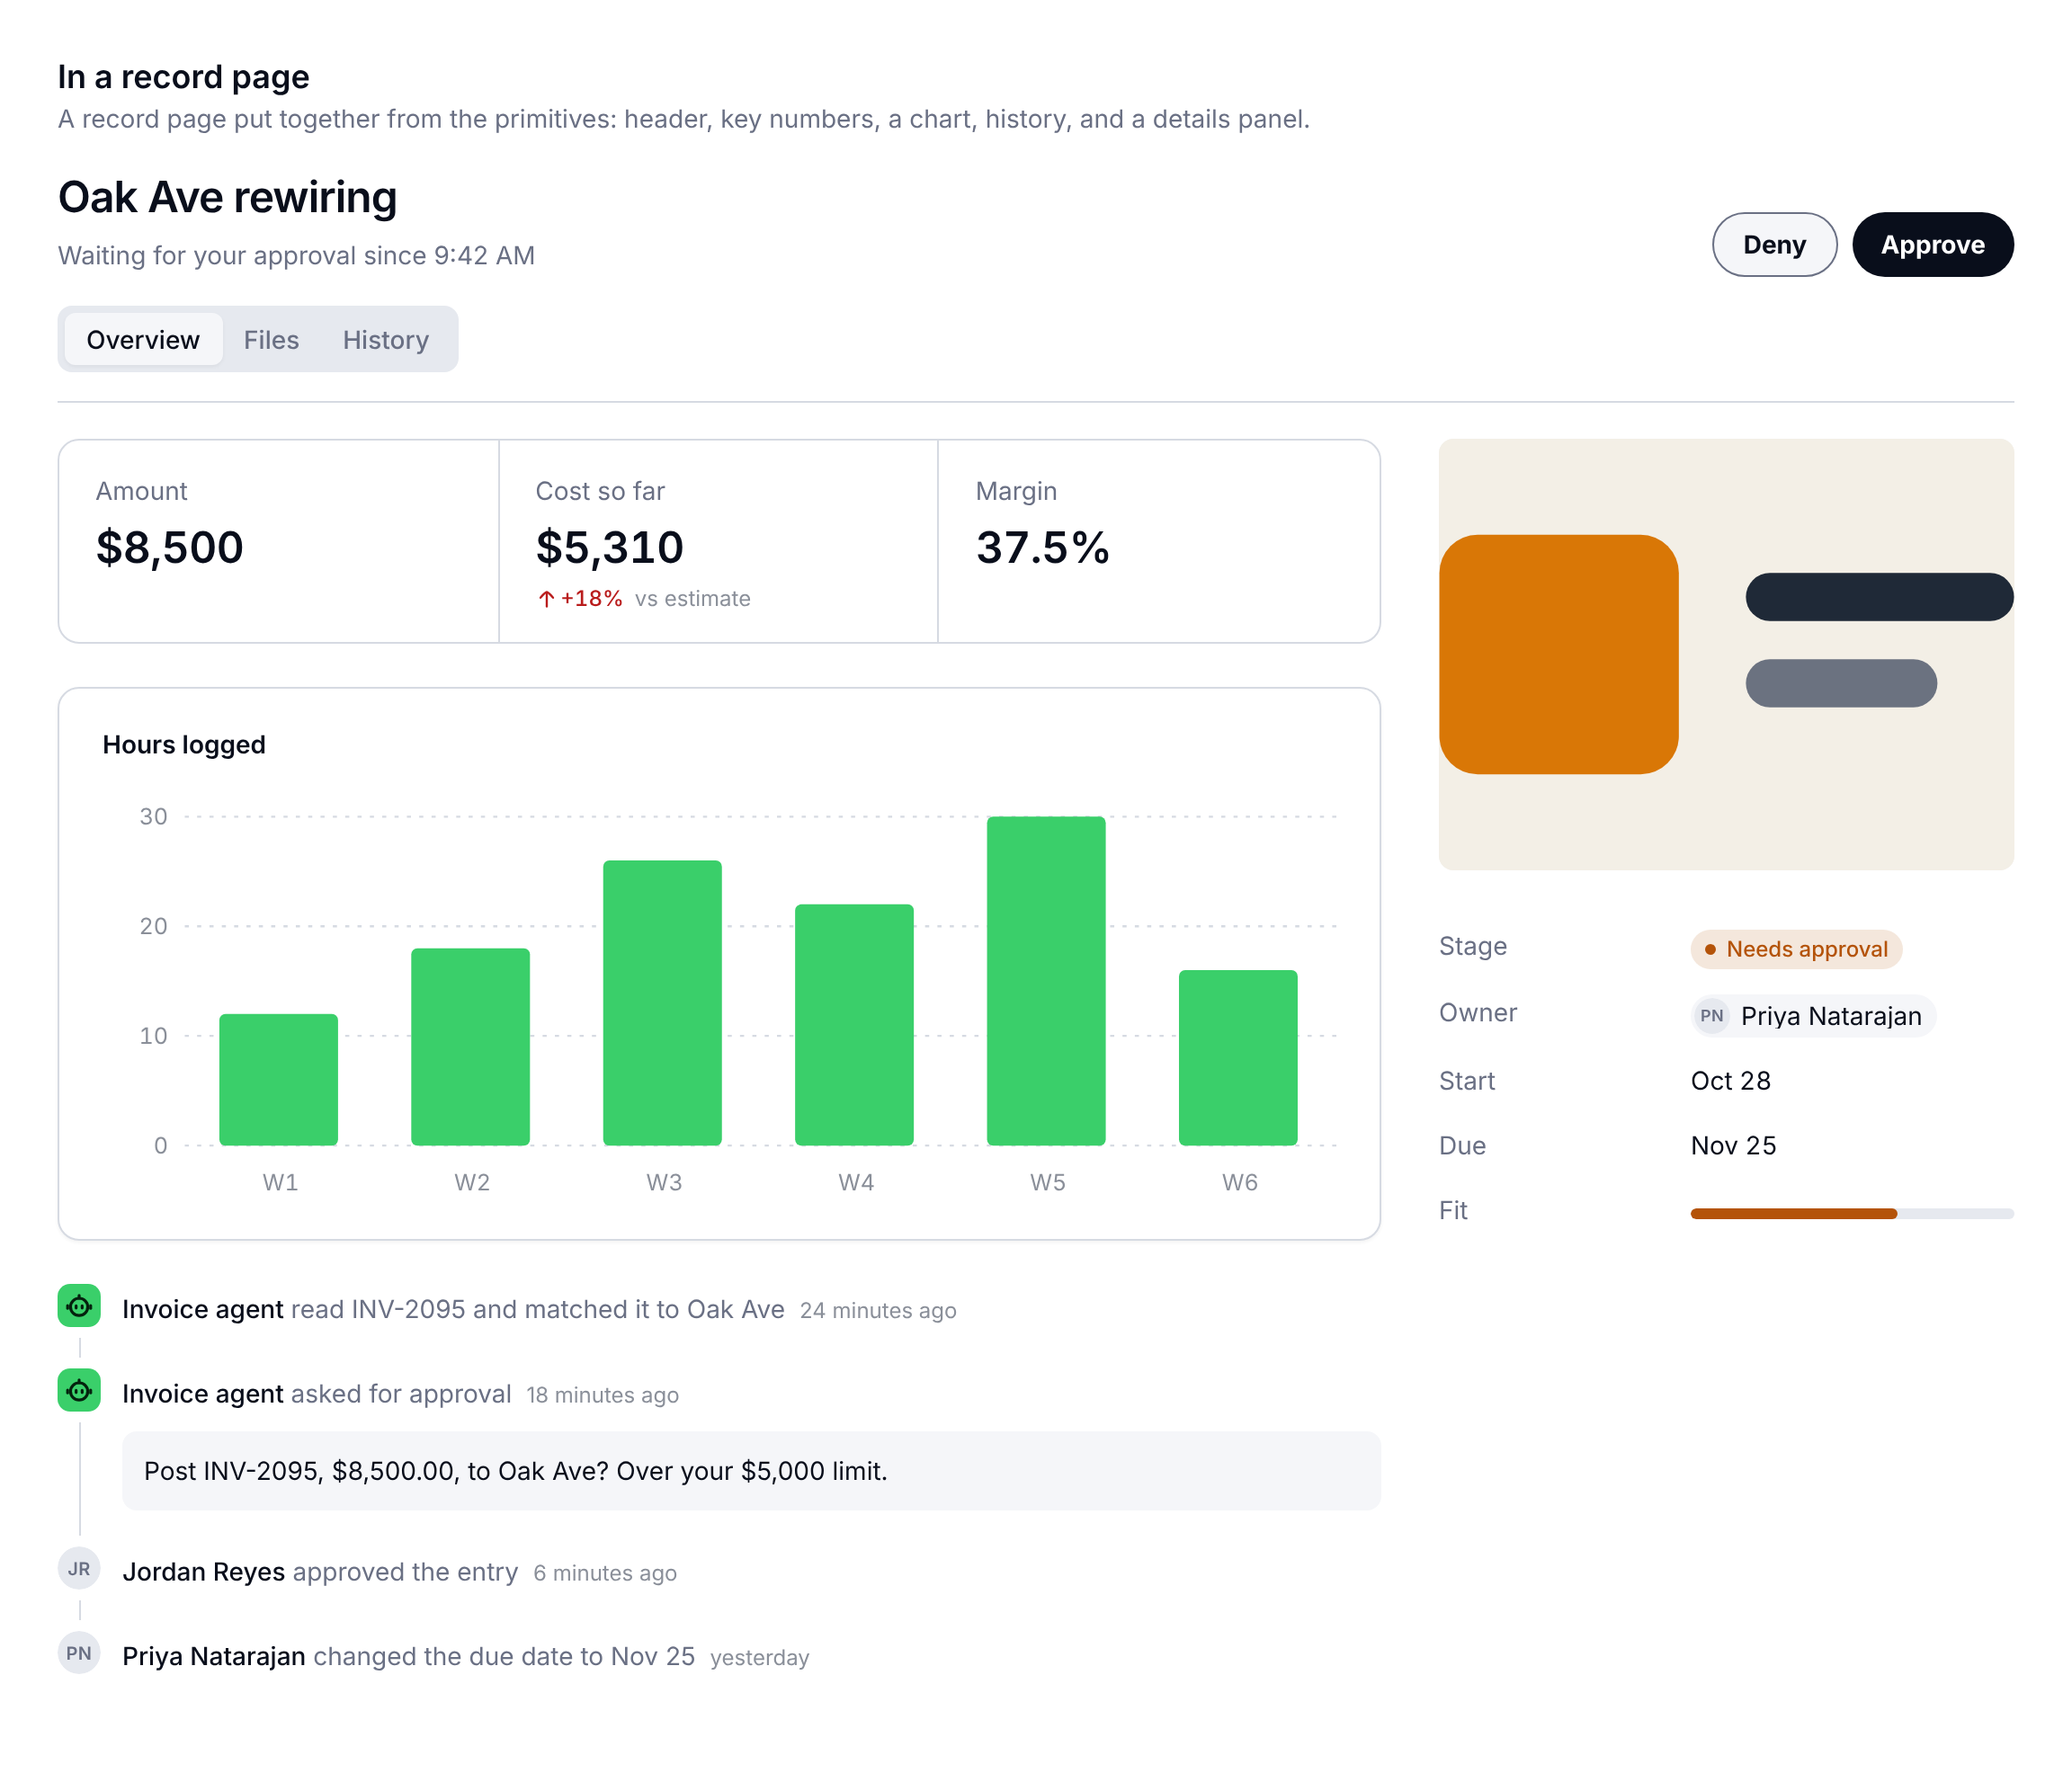 In a record page
A record page put together from the primitives: header, key numbers, a chart, history, and a details panel.
Oak Ave rewiring
Waiting for your approval since 9:42 AM
Deny
Approve
Overview
Files
History
Amount
$8,500
Cost so far
$5,310
+18% vs estimate
Margin
37.5%
Hours logged
30
20
10
0
W1
W2
W3
W4
W5
W6
Stage
Needs approval
Owner
PN
Priya Natarajan
Start
Oct 28
Due
Nov 25
Fit
Invoice agent read INV-2095 and matched it to Oak Ave 24 minutes ago
Invoice agent asked for approval 18 minutes ago
Post INV-2095, $8,500.00, to Oak Ave? Over your $5,000 limit.
JR
Jordan Reyes approved the entry 6 minutes ago
PN
Priya Natarajan changed the due date to Nov 25 yesterday